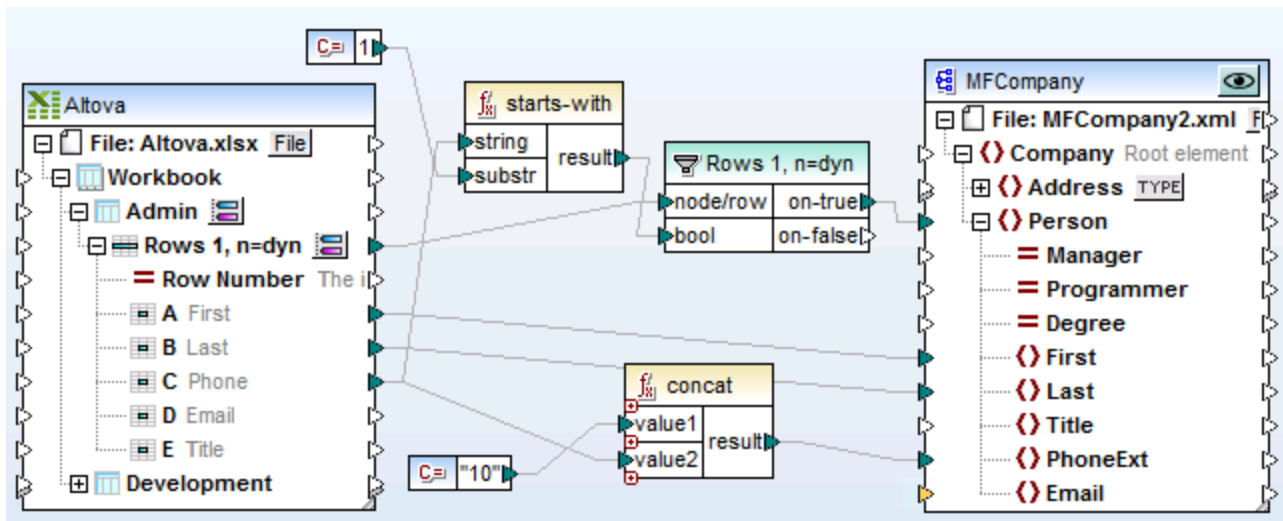 C= 1
Altova
File: Altova.xlsx File
Workbook
Admin
Rows 1, n=dyn
Row Number The i
A First
B Last
C Phone
D Email
E Title
Development
fx starts-with
string
substr
result
Rows 1, n=dyn
node/row on-true
bool on-false
fx concat
value1
value2
result
C= "10"
MFCompany
File: MFCompany2.xml F
Company Root element
Address TYPE
Person
Manager
Programmer
Degree
First
Last
Title
PhoneExt
Email